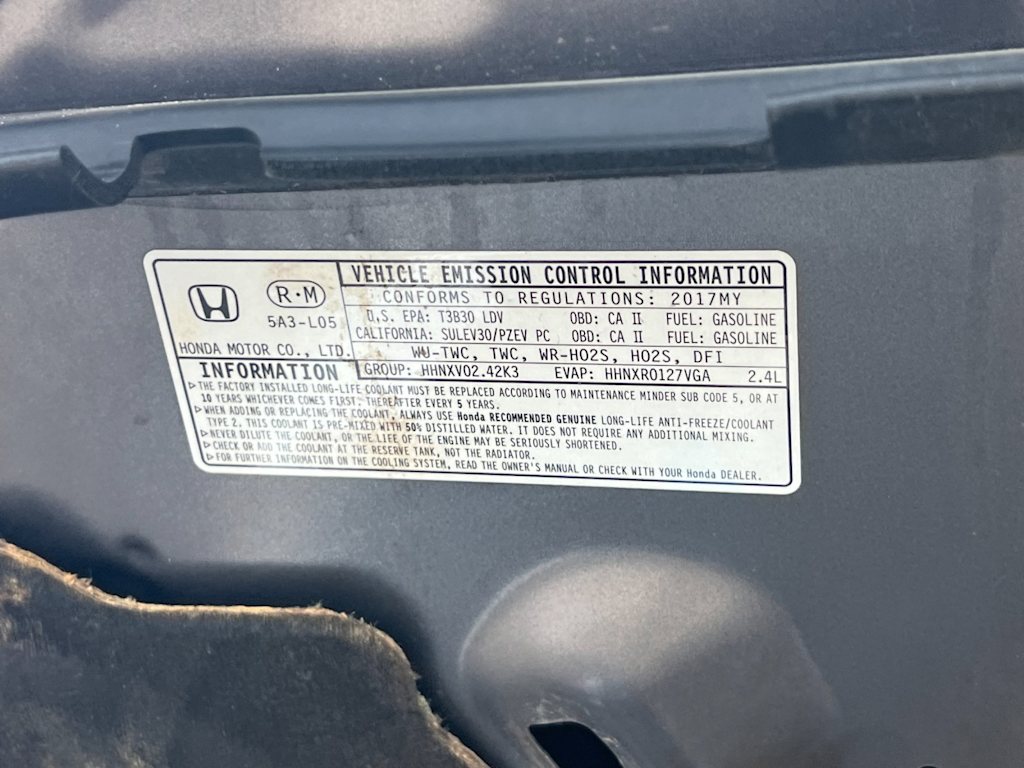 R·M
5A3-L05
HONDA MOTOR CO., LTD.
VEHICLE EMISSION CONTROL INFORMATION
CONFORMS TO REGULATIONS: 2017MY
U.S. EPA: T3B30 LDV OBD: CA II FUEL: GASOLINE
CALIFORNIA: SULEV30/PZEV PC OBD: CA II FUEL: GASOLINE
WU-TWC, TWC, WR-HO2S, HO2S, DFI
GROUP: HHNXV02.42K3 EVAP: HHNXR0127VGA 2.4L
INFORMATION
▷THE FACTORY INSTALLED LONG-LIFE COOLANT MUST BE REPLACED ACCORDING TO MAINTENANCE MINDER SUB CODE 5, OR AT
10 YEARS WHICHEVER COMES FIRST; THEREAFTER EVERY 5 YEARS.
▷WHEN ADDING OR REPLACING THE COOLANT, ALWAYS USE Honda RECOMMENDED GENUINE LONG-LIFE ANTI-FREEZE/COOLANT
TYPE 2. THIS COOLANT IS PRE-MIXED WITH 50% DISTILLED WATER. IT DOES NOT REQUIRE ANY ADDITIONAL MIXING.
▷NEVER DILUTE THE COOLANT, OR THE LIFE OF THE ENGINE MAY BE SERIOUSLY SHORTENED.
▷CHECK OR ADD THE COOLANT AT THE RESERVE TANK, NOT THE RADIATOR.
▷FOR FURTHER INFORMATION ON THE COOLING SYSTEM, READ THE OWNER'S MANUAL OR CHECK WITH YOUR Honda DEALER.